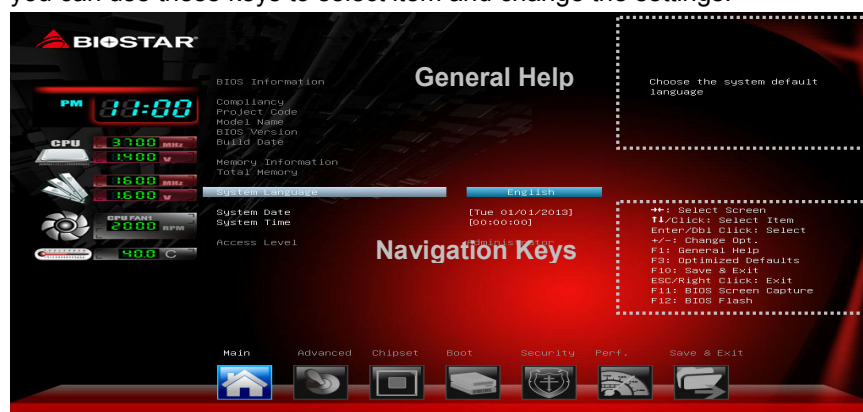 you can use these keys to select item and change the settings.
BIOSTAR
General Help
BIOS Information
Choose the system default
language
PM 11:00
Compliancy
Project Code
Model Name
BIOS Version
Build Date
CPU 3700 MHz
1.400 V
Memory Information
Total Memory
1600 MHz
1.600 V
System Language English
System Date [Tue 01/01/2013]
System Time [00:00:00]
CPU FAN1
2000 RPM
Access Level Administrator
Navigation Keys
40.0 C
→←: Select Screen
↑↓/Click: Select Item
Enter/Dbl Click: Select
+/-: Change Opt.
F1: General Help
F3: Optimized Defaults
F10: Save & Exit
ESC/Right Click: Exit
F11: BIOS Screen Capture
F12: BIOS Flash
Main Advanced Chipset Boot Security Perf. Save & Exit